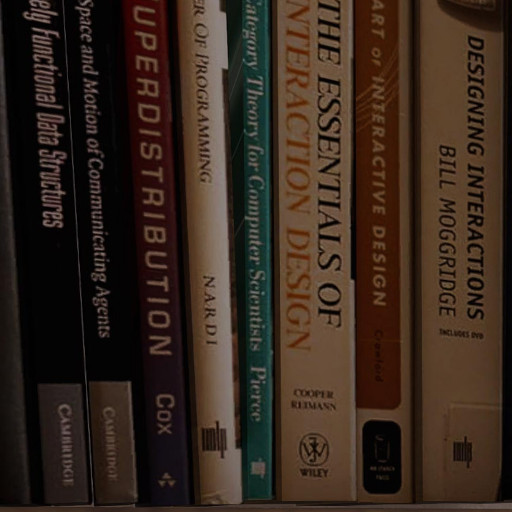 ely Functional Data Structures
CAMBRIDGE
Space and Motion of Communicating Agents
CAMBRIDGE
UPERDISTRIBUTION
COX
ER OF PROGRAMMING
NARDI
Category Theory for Computer Scientists
Pierce
THE ESSENTIALS OF
INTERACTION DESIGN
COOPER
REIMANN
WILEY
ART OF INTERACTIVE DESIGN
Crawford
DESIGNING INTERACTIONS
BILL MOGGRIDGE
INCLUDES DVD